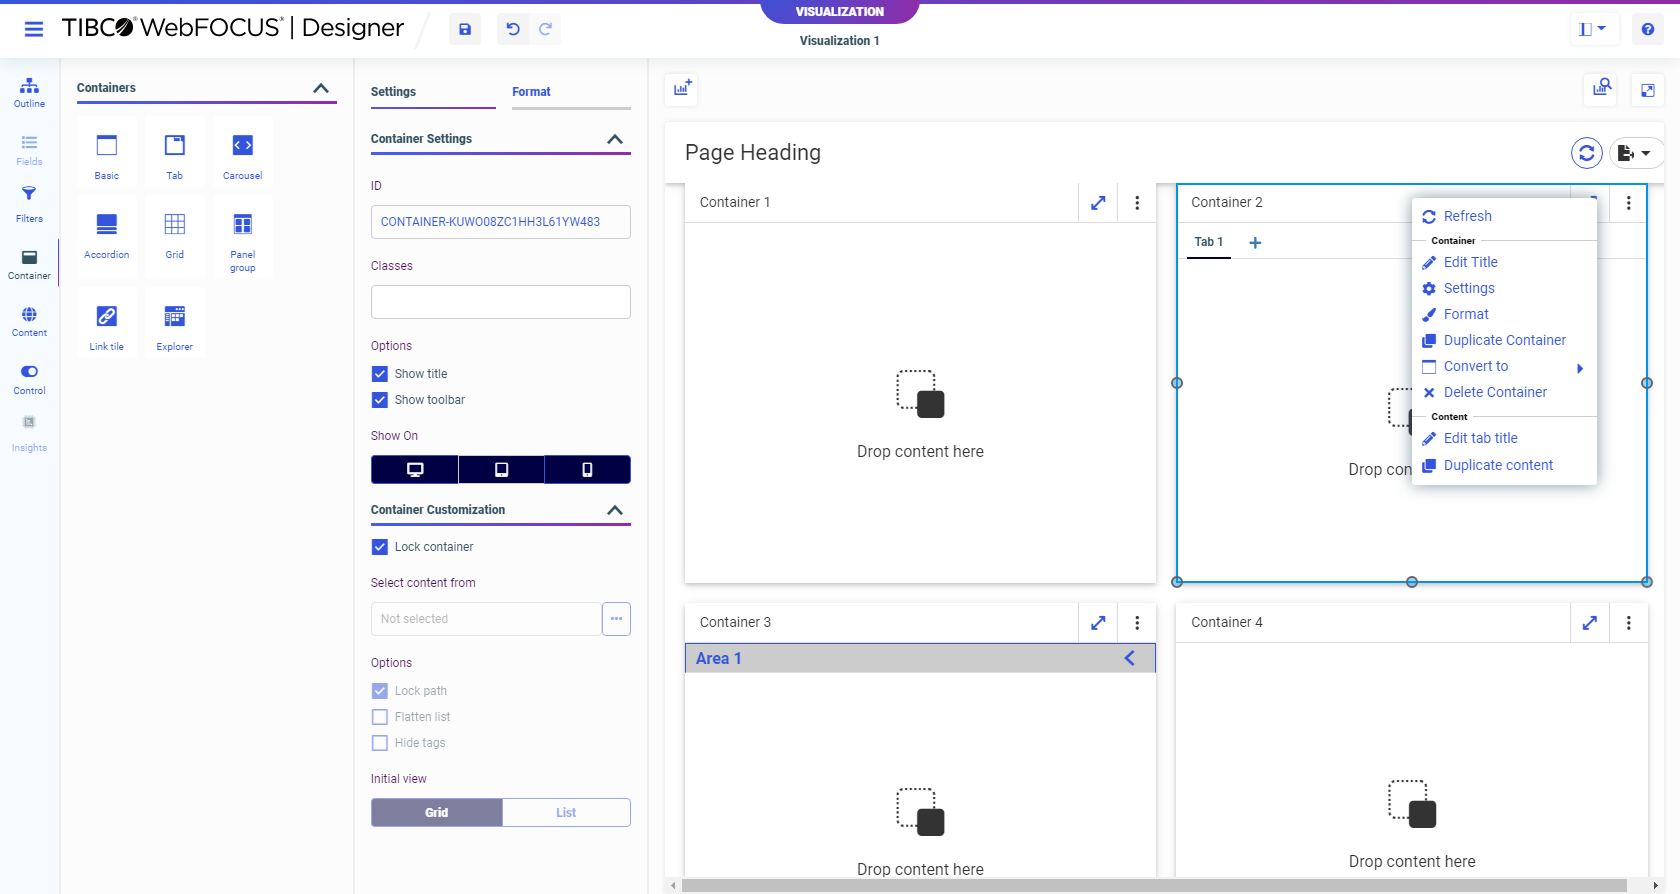 VISUALIZATION
TIBCO WebFOCUS® | Designer
Visualization 1
Outline
Fields
Filters
Container
Content
Control
Insights
Containers
Basic
Tab
Carousel
Accordion
Grid
Panel
group
Link tile
Explorer
Settings
Format
Container Settings
ID
CONTAINER-KUWO08ZC1HH3L61YW483
Classes
Options
Show title
Show toolbar
Show On
Container Customization
Lock container
Select content from
Not selected
Options
Lock path
Flatten list
Hide tags
Initial view
Grid
List
Page Heading
Container 1
Drop content here
Container 2
Tab 1
Drop con
Refresh
Container
Edit Title
Settings
Format
Duplicate Container
Convert to
Delete Container
Content
Edit tab title
Duplicate content
Container 3
Area 1
Drop content here
Container 4
Drop content here